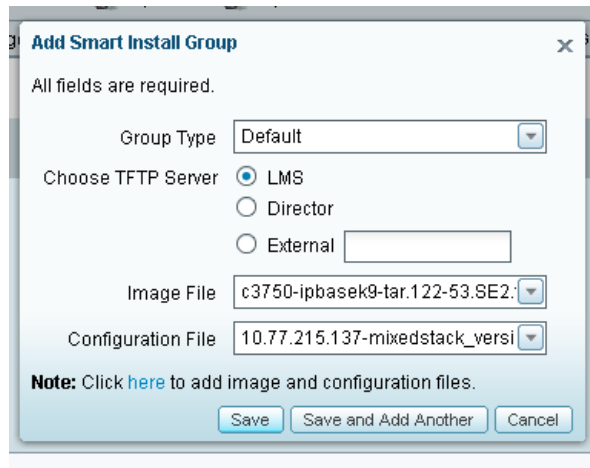 Add Smart Install Group
All fields are required.
Group Type Default
Choose TFTP Server LMS
Director
External
Image File c3750-ipbasek9-tar.122-53.SE2.
Configuration File 10.77.215.137-mixedstack_versi
Note: Click here to add image and configuration files.
Save Save and Add Another Cancel